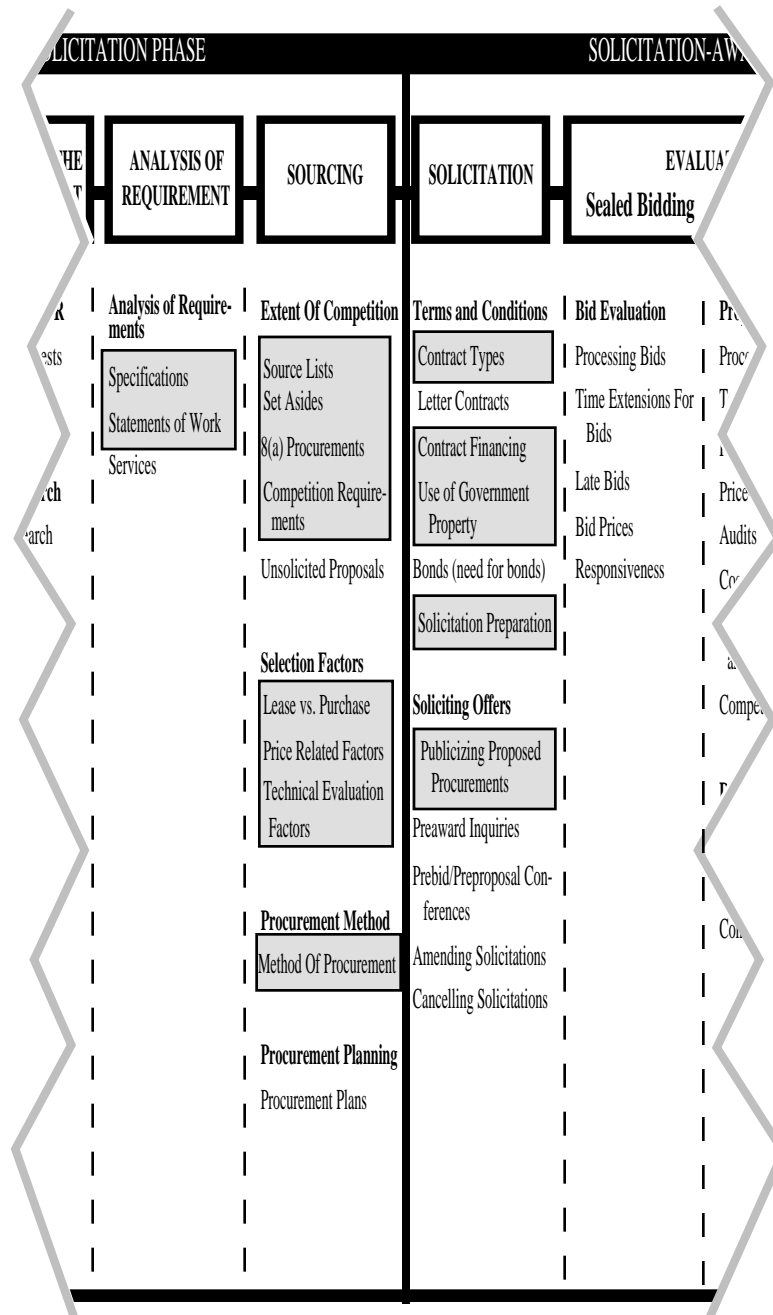 PHASE
SOLICITATION
ANALYSIS OF
REQUIREMENT
SOURCING
SOLICITATION
Sealed Bidding
Analysis of Require-
ments
Specifications
Statements of Work
Services
Extent Of Competition
Source Lists
Set Asides
8(a) Procurements
Competition Require-
ments
Unsolicited Proposals
Selection Factors
Lease vs. Purchase
Price Related Factors
Technical Evaluation
Factors
Procurement Method
Method Of Procurement
Procurement Planning
Procurement Plans
Terms and Conditions
Contract Types
Letter Contracts
Contract Financing
Use of Government
Property
Bonds (need for bonds)
Solicitation Preparation
Soliciting Offers
Publicizing Proposed
Procurements
Preaward Inquiries
Prebid/Preproposal Con-
ferences
Amending Solicitations
Cancelling Solicitations
Bid Evaluation
Processing Bids
Time Extensions For
Bids
Late Bids
Bid Prices
Responsiveness
Price
Audits